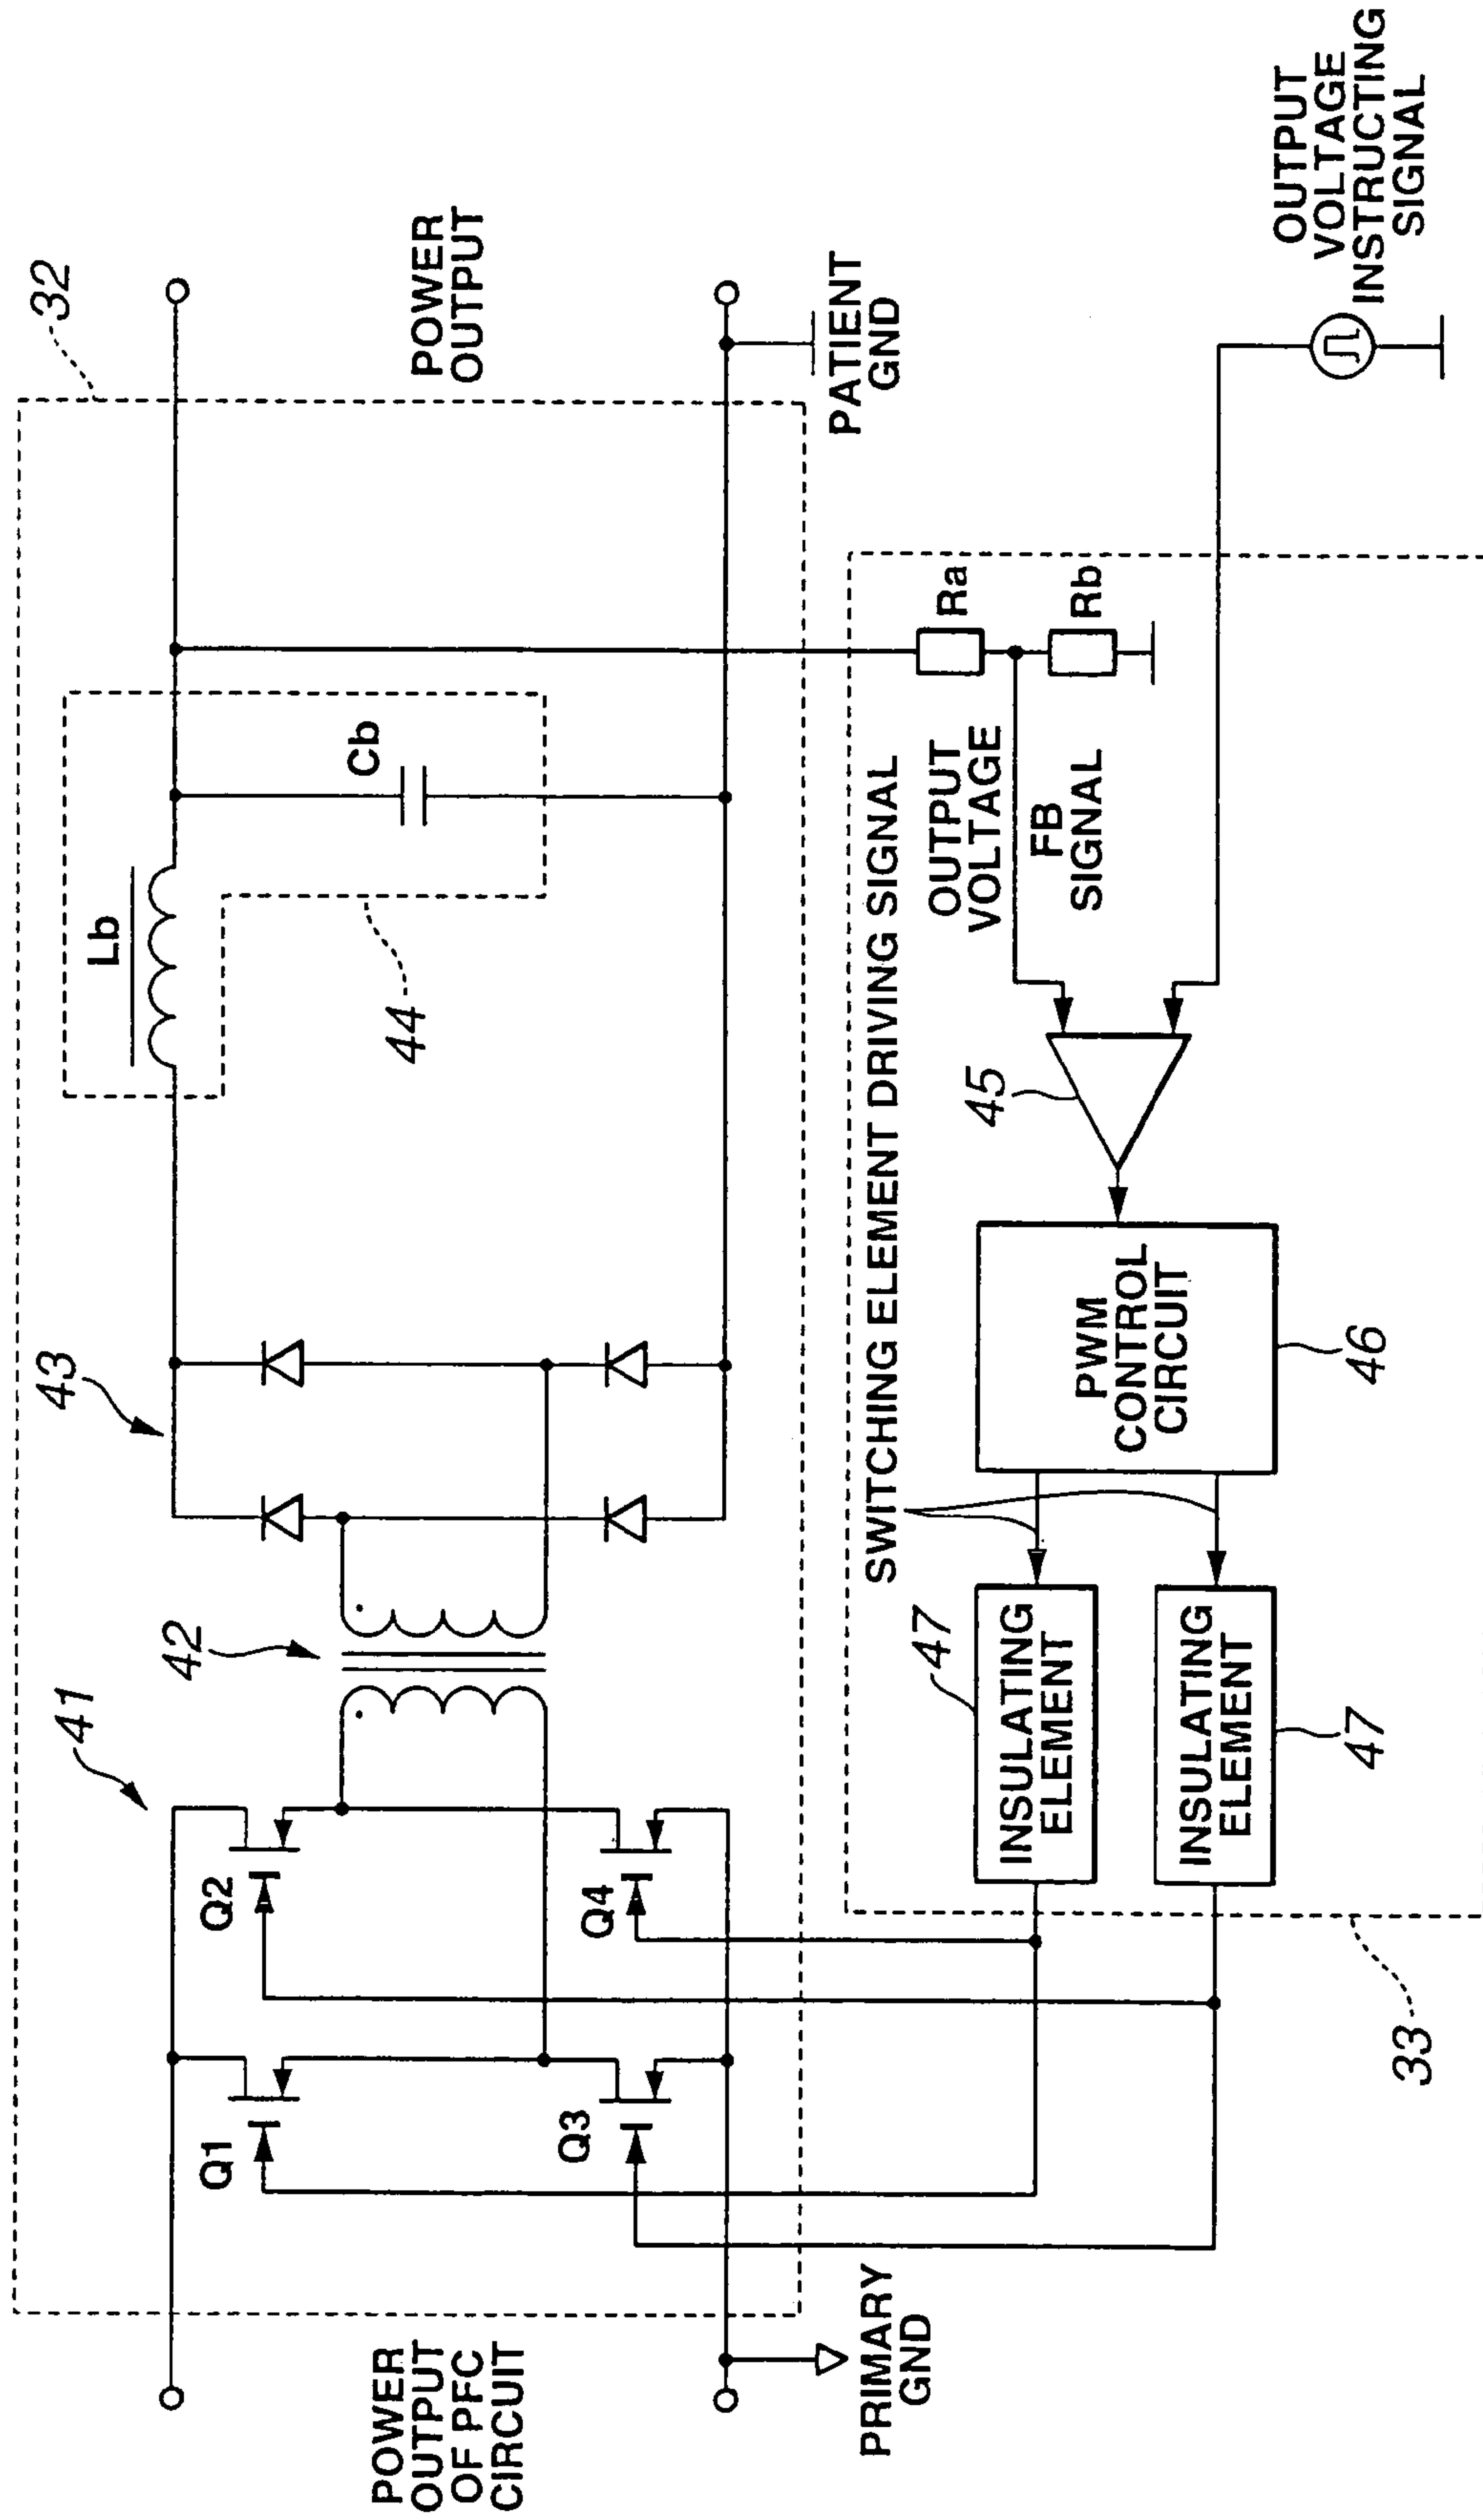 32
POWER
OUTPUT
Lb
Cb
44
43
42
41
Q2
Q4
Q1
Q3
POWER
OUTPUT
OF PFC
CIRCUIT
PRIMARY
GND
PATIENT
GND
SWITCHING ELEMENT DRIVING SIGNAL
OUTPUT
VOLTAGE
FB
SIGNAL
Ra
Rb
45
PWM
CONTROL
CIRCUIT
46
47
INSULATING
ELEMENT
INSULATING
ELEMENT
47
33
OUTPUT
VOLTAGE
INSTRUCTING
SIGNAL